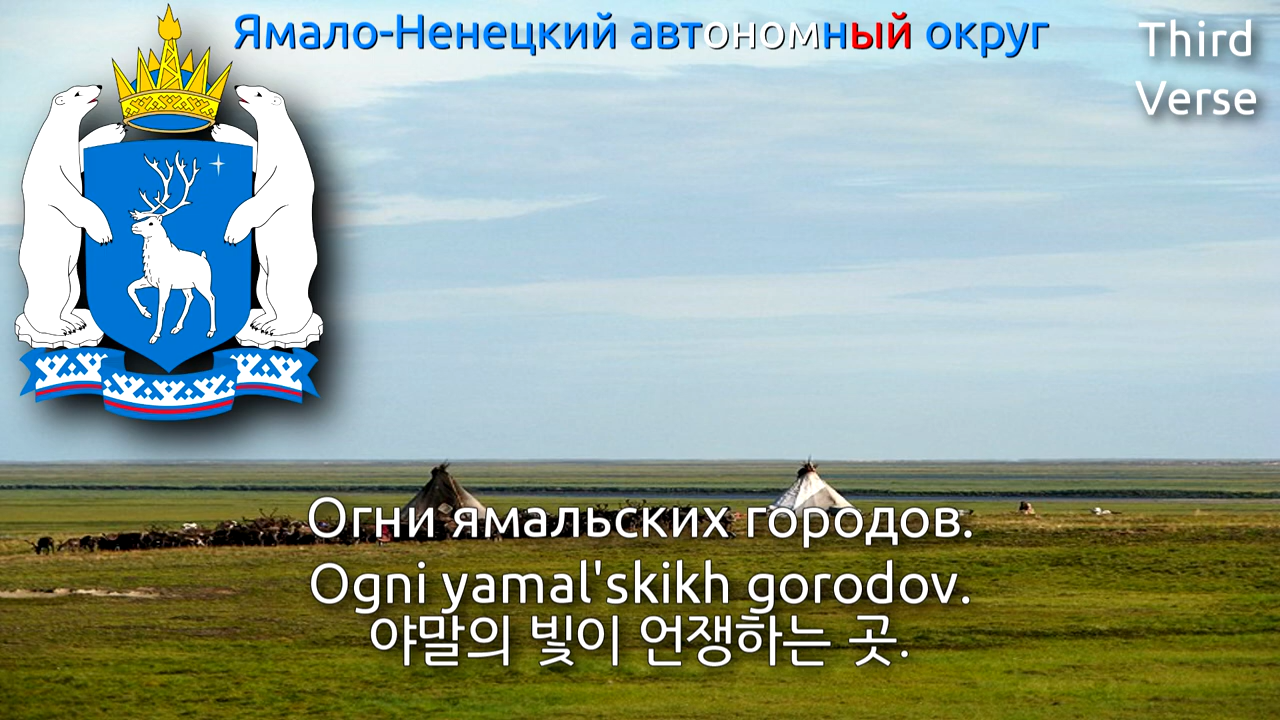 Ямало-Ненецкий автономный округ
Third
Verse
Огни ямальских городов.
Ogni yamal'skikh gorodov.
야말의 빛이 언쟁하는 곳.